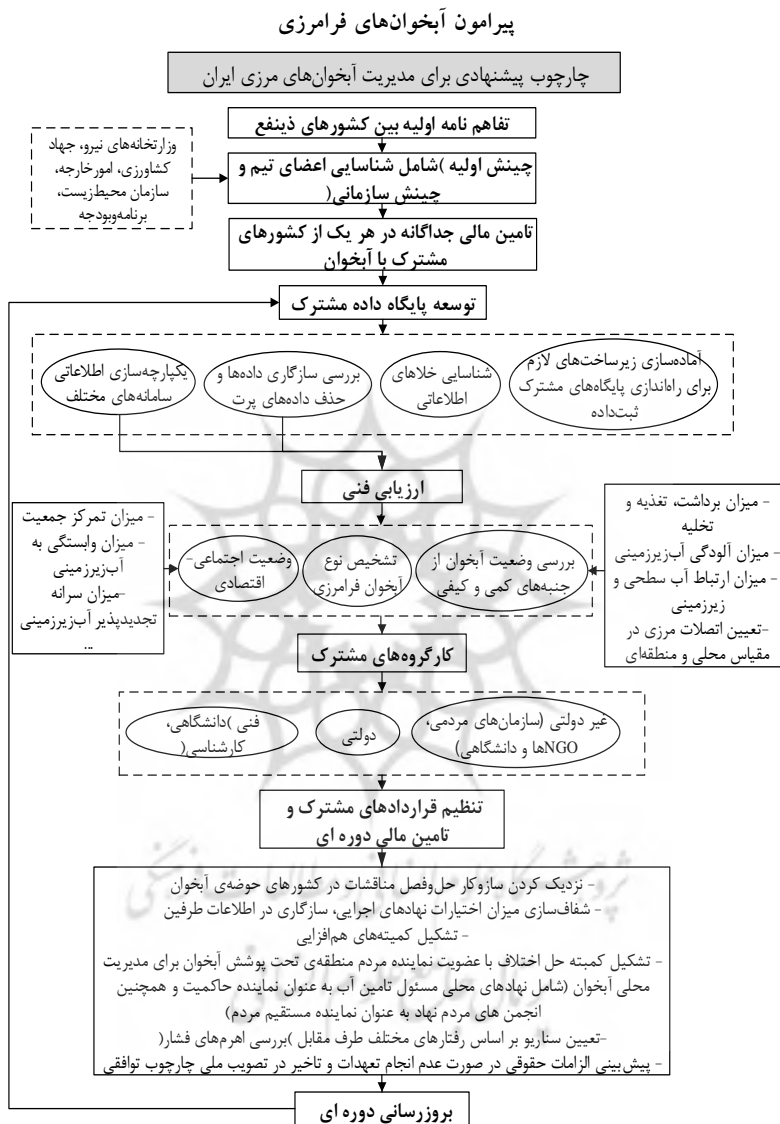 پیرامون آبخوان‌های فرامرزی
چارچوب پیشنهادی برای مدیریت آبخوان‌های مرزی ایران
تفاهم نامه اولیه بین کشورهای ذینفع
وزارتخانه‌های نیرو، جهاد
کشاورزی، امورخارجه،
سازمان محیط‌زیست،
برنامه‌وبودجه
چینش اولیه )شامل شناسایی اعضای تیم و
چینش سازمانی(
تامین مالی جداگانه در هر یک از کشورهای
مشترک با آبخوان
توسعه پایگاه داده مشترک
آماده‌سازی زیرساخت‌های لازم
برای راه‌اندازی پایگاه‌های مشترک
ثبت‌داده
شناسایی خلاهای
اطلاعاتی
بررسی سازگاری داده‌ها و
حذف داده‌های پرت
یکپارچه‌سازی اطلاعاتی
سامانه‌های مختلف
ارزیابی فنی
- میزان برداشت، تغذیه و
تخلیه
- میزان آلودگی آب‌زیرزمینی
- میزان ارتباط آب سطحی و
زیرزمینی
-تعیین اتصلات مرزی در
مقیاس محلی و منطقه‌ای
بررسی وضعیت آبخوان از
جنبه‌های کمی و کیفی
تشخیص نوع
آبخوان فرامرزی
وضعیت اجتماعی-
اقتصادی
- میزان تمرکز جمعیت
- میزان وابستگی به
آب‌زیرزمینی
-میزان سرانه
تجدیدپذیر آب‌زیرزمینی
...
کارگروه‌های مشترک
غیر دولتی (سازمان‌های مردمی،
NGOها و دانشگاهی)
دولتی
فنی )دانشگاهی،
کارشناسی(
تنظیم قراردادهای مشترک و
تامین مالی دوره ای
- نزدیک کردن سازوکار حل‌وفصل مناقشات در کشورهای حوضه‌ی آبخوان
- شفاف‌سازی میزان اختیارات نهادهای اجرایی، سازگاری در اطلاعات طرفین
- تشکیل کمیته‌های هم‌افزایی
- تشکیل کمبته حل اختلاف با عضویت نماینده مردم منطقه‌ی تحت پوشش آبخوان برای مدیریت
محلی آبخوان (شامل نهادهای محلی مسئول تامین آب به عنوان نماینده حاکمیت و همچنین
انجمن های مردم نهاد به عنوان نماینده مستقیم مردم)
-تعیین سناریو بر اساس رفتارهای مختلف طرف مقابل )بررسی اهرم‌های فشار(
- پیش‌بینی الزامات حقوقی در صورت عدم انجام تعهدات و تاخیر در تصویب ملی چارچوب توافقی
بروزرسانی دوره ای
پژوهشگاه علوم انسانی و مطالعات فرهنگی
پرتال جامع علوم انسانی